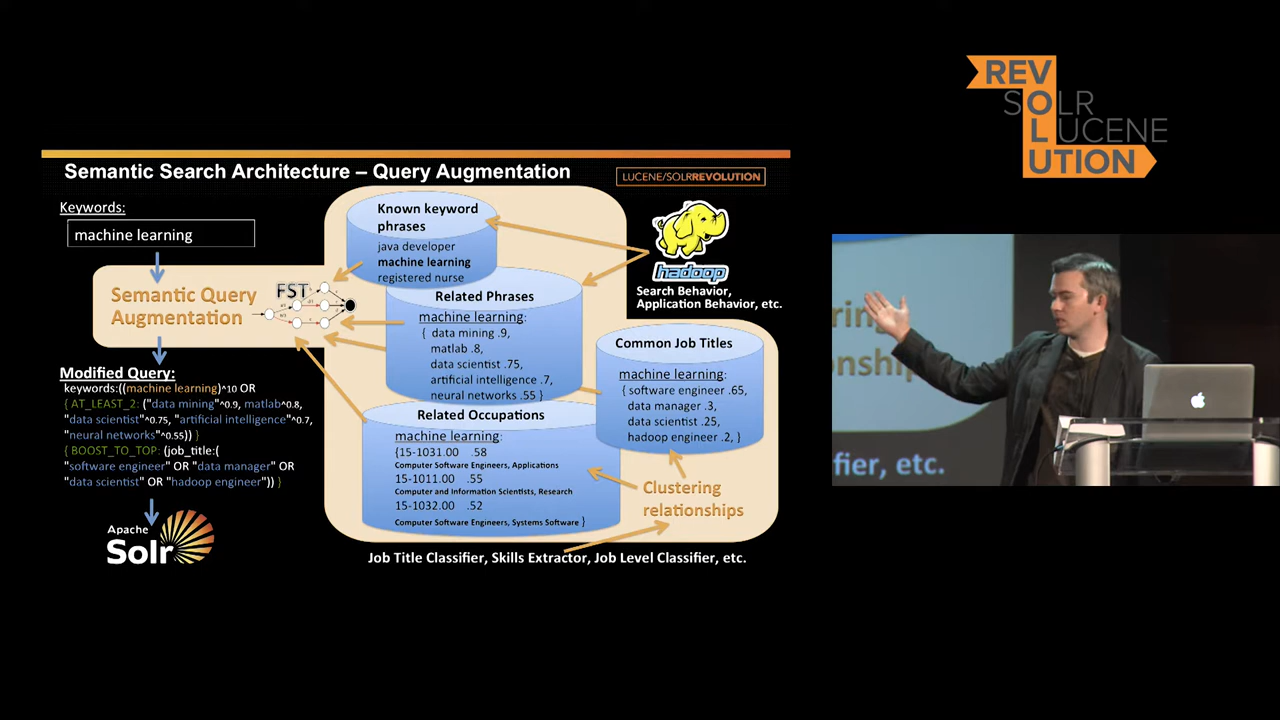 REV
SOLR
LUCENE
UTION
Semantic Search Architecture – Query Augmentation
LUCENE/SOLRREVOLUTION
Keywords:
machine learning
Semantic Query
Augmentation
FST
Modified Query:
keywords:((machine learning)^10 OR
{ AT_LEAST_2: ("data mining"^0.9, matlab^0.8,
"data scientist"^0.75, "artificial intelligence"^0.7,
"neural networks"^0.55)) }
{ BOOST_TO_TOP: (job_title:(
"software engineer" OR "data manager" OR
"data scientist" OR "hadoop engineer")) }
Apache
Solr
Known keyword
phrases
java developer
machine learning
registered nurse
Related Phrases
machine learning:
{ data mining .9,
matlab .8,
data scientist .75,
artificial intelligence .7,
neural networks .55 }
Related Occupations
machine learning:
{15-1031.00 .58
Computer Software Engineers, Applications
15-1011.00 .55
Computer and Information Scientists, Research
15-1032.00 .52
Computer Software Engineers, Systems Software }
hadoop
Search Behavior,
Application Behavior, etc.
Common Job Titles
machine learning:
{ software engineer .65,
data manager .3,
data scientist .25,
hadoop engineer .2, }
Clustering
relationships
Job Title Classifier, Skills Extractor, Job Level Classifier, etc.
ring
onship
fier, etc.